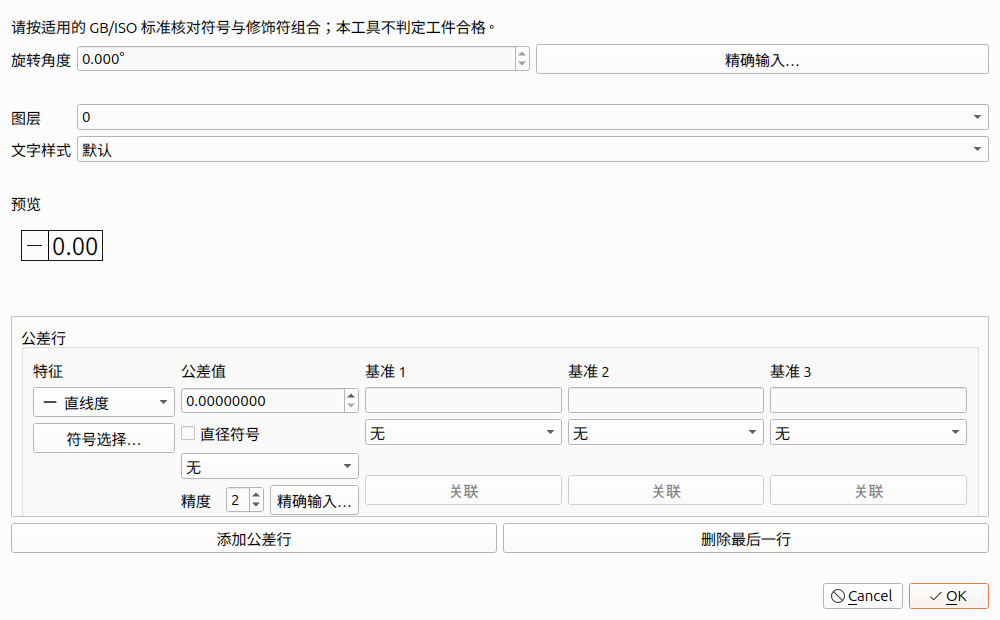 请按适用的 GB/ISO 标准核对符号与修饰符组合；本工具不判定工件合格。
旋转角度 0.000° 精确输入…
图层 0
文字样式 默认
预览
— 0.00
公差行
特征 公差值 基准 1 基准 2 基准 3
— 直线度 0.00000000
符号选择… 直径符号 无 无 无
无
精度 2 精确输入… 关联 关联 关联
添加公差行 删除最后一行
Cancel OK